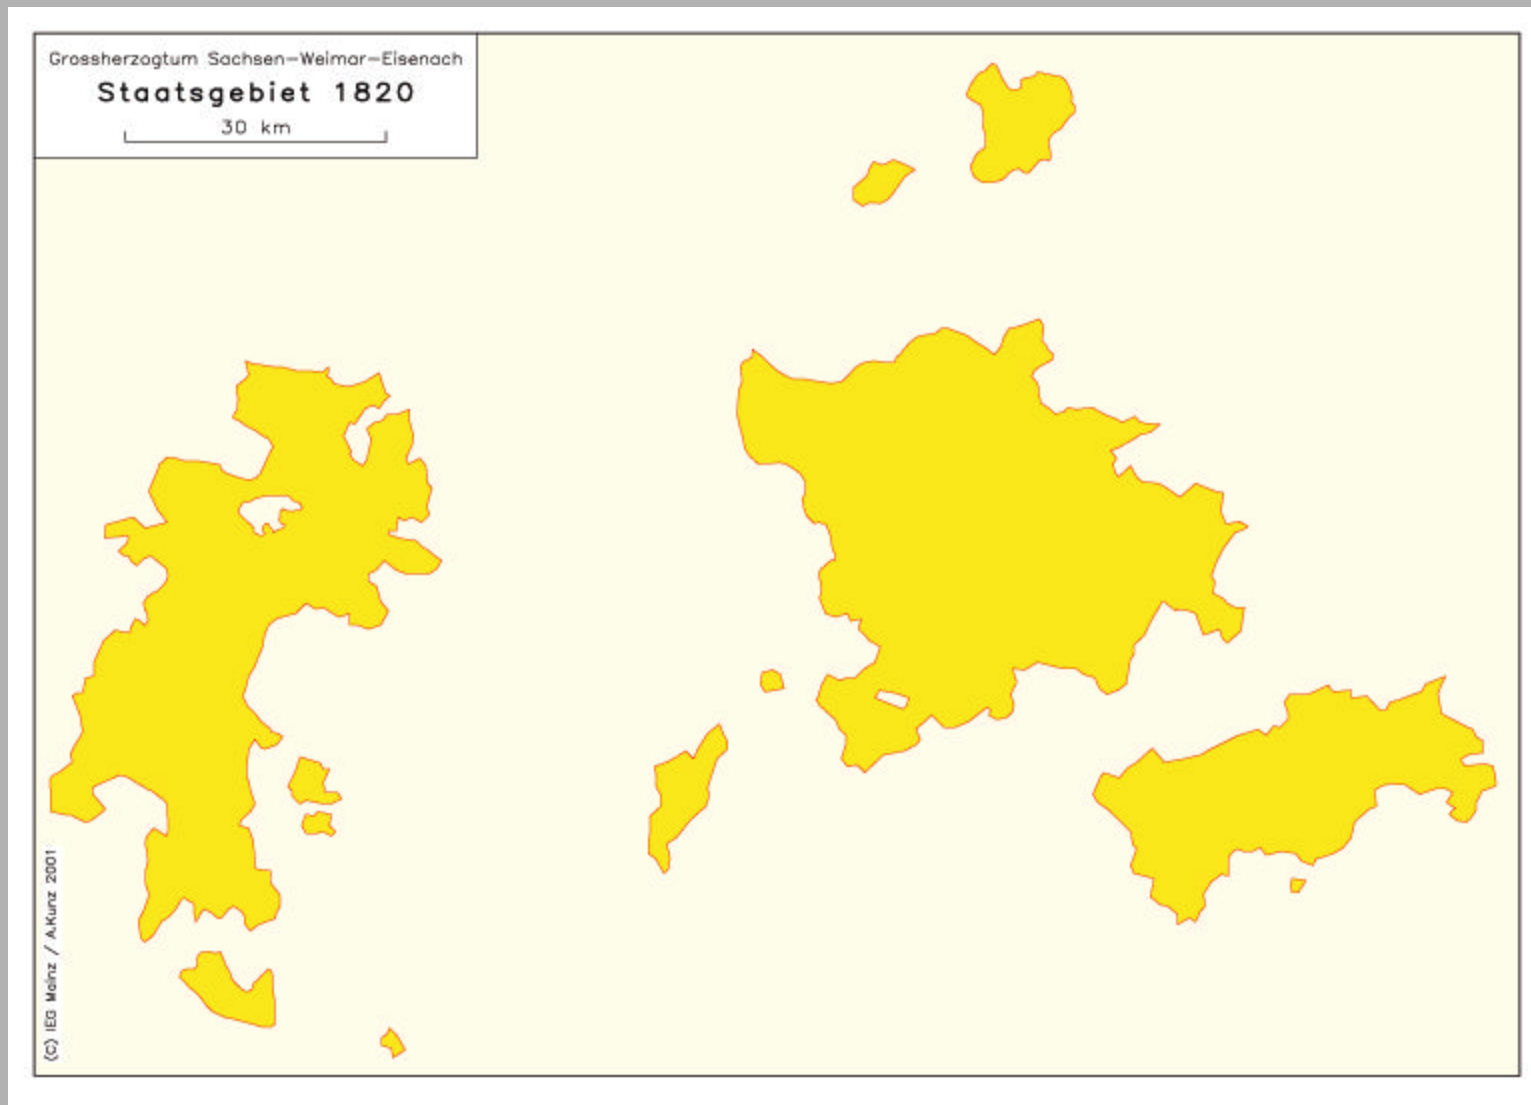 Grossherzogtum Sachsen-Weimar-Eisenach
Staatsgebiet 1820
30 km
(C) IEG Mainz / A.Kunz 2001